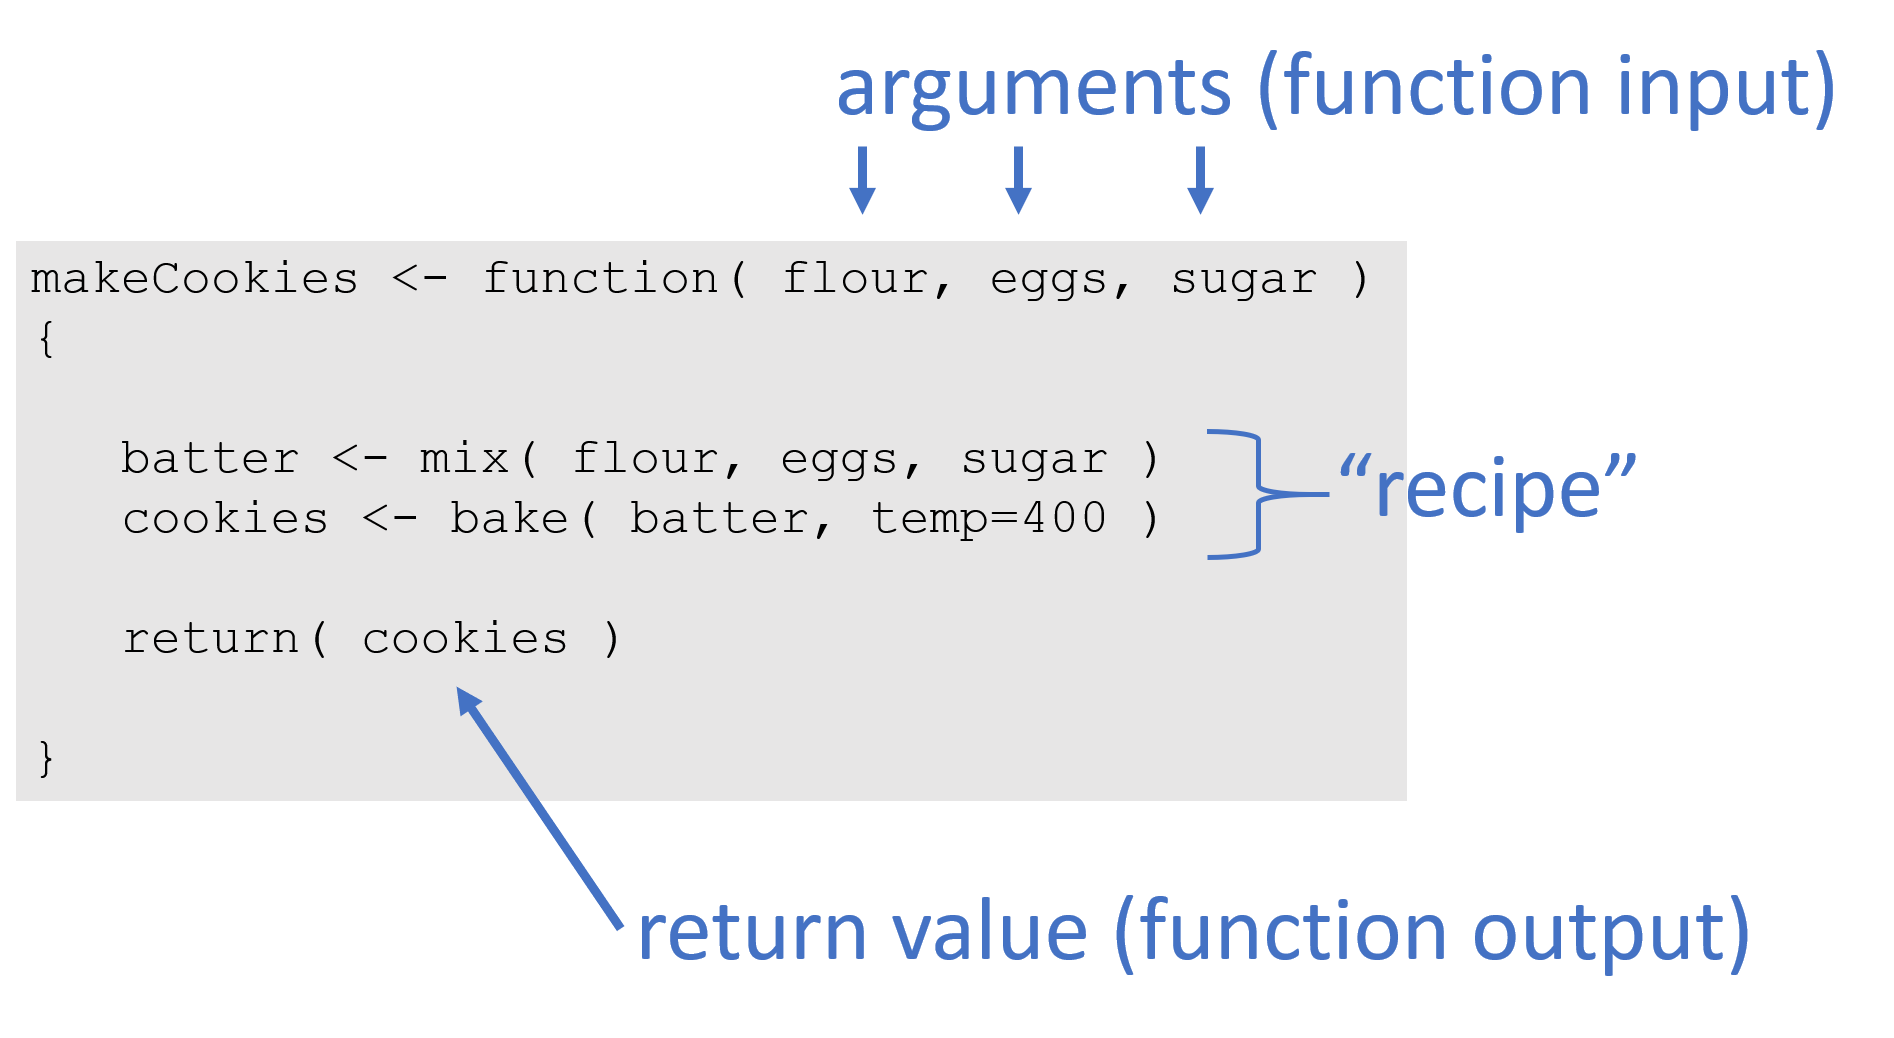 arguments (function input)
makeCookies <- function( flour, eggs, sugar )
{
batter <- mix( flour, eggs, sugar )
cookies <- bake( batter, temp=400 )
“recipe”
return( cookies )
}
return value (function output)